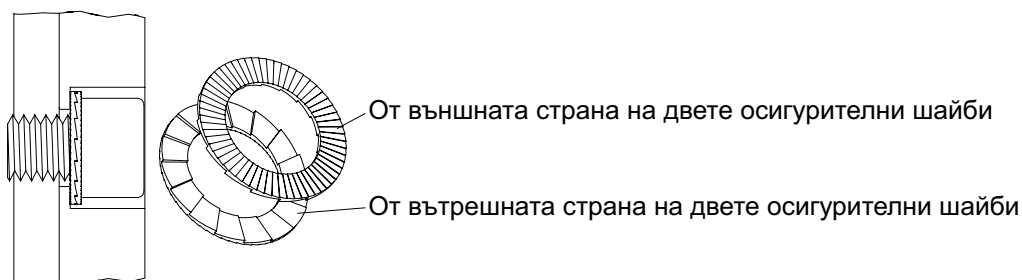 От външната страна на двете осигурителни шайби
От вътрешната страна на двете осигурителни шайби